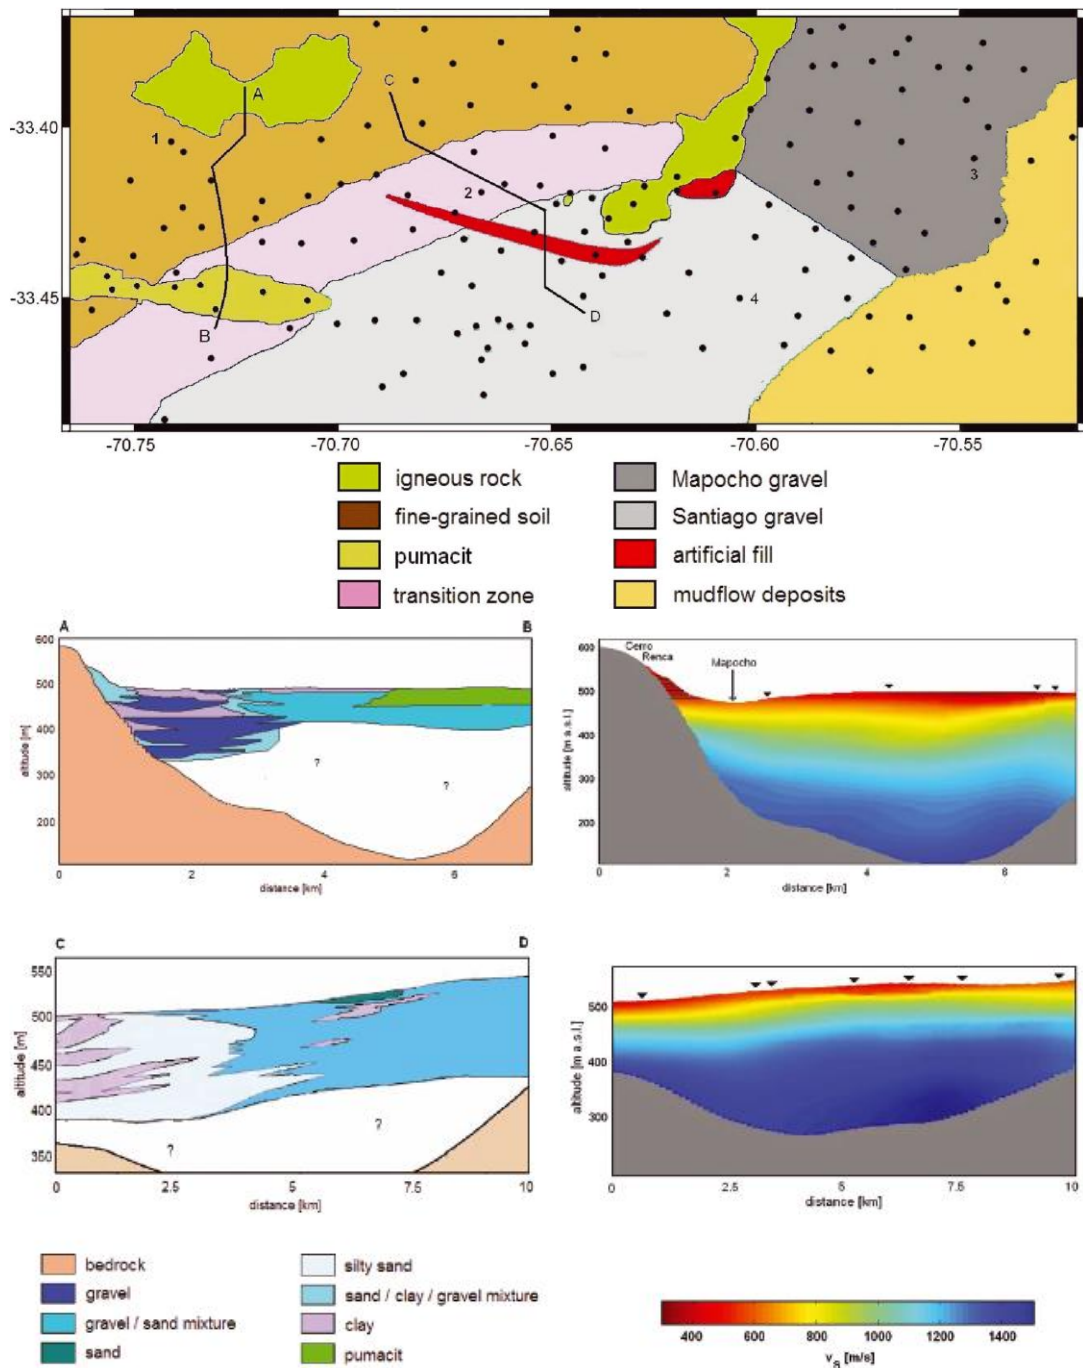 -33.40
-33.45
A
B
C
D
1
2
3
4
-70.75
-70.70
-70.65
-70.60
-70.55
igneous rock
fine-grained soil
pumacit
transition zone
Mapocho gravel
Santiago gravel
artificial fill
mudflow deposits
A
B
600
500
400
300
200
altitude [m]
?
?
0
2
4
6
distance [km]
Cerro
Renca
Mapocho
600
500
400
300
200
altitude [m a.s.l.]
0
2
4
6
distance [km]
C
D
550
500
450
400
350
altitude [m]
?
?
0
2.5
5
7.5
10
distance [km]
500
400
300
altitude [m a.s.l.]
0
2.5
5
7.5
10
distance [km]
bedrock
gravel
gravel / sand mixture
sand
silty sand
sand / clay / gravel mixture
clay
pumacit
400
600
800
1000
1200
1400
vs [m/s]